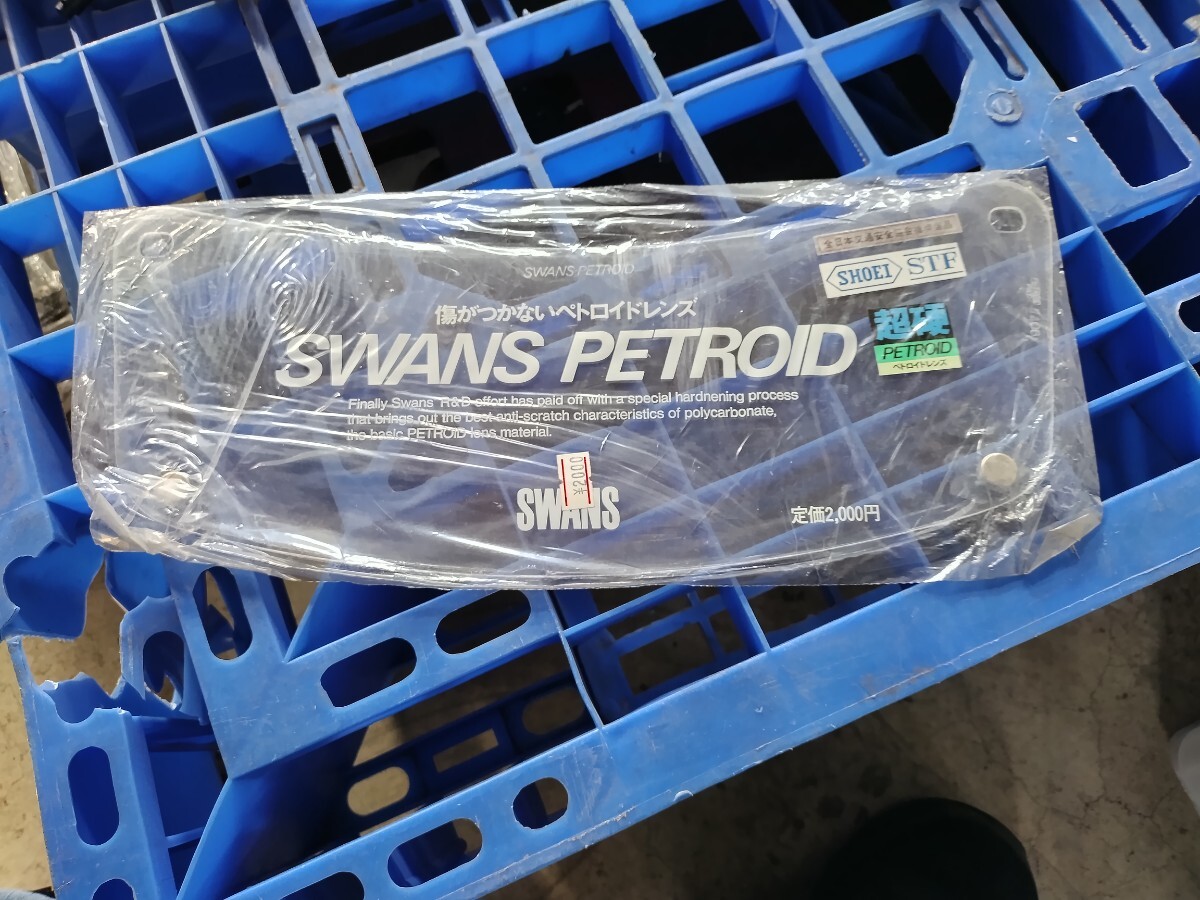 SWANS PETROID
SHOEI STF
傷がつかないペトロイドレンズ
SWANS PETROID
超硬
PETROID
ペトロイドレンズ
Finally Swans' R&D effort has paid off with a special hardnening process
that brings out the best anti-scratch characteristics of polycarbonate,
the basic PETROID lens material.
¥2000
SWANS
定価2,000円